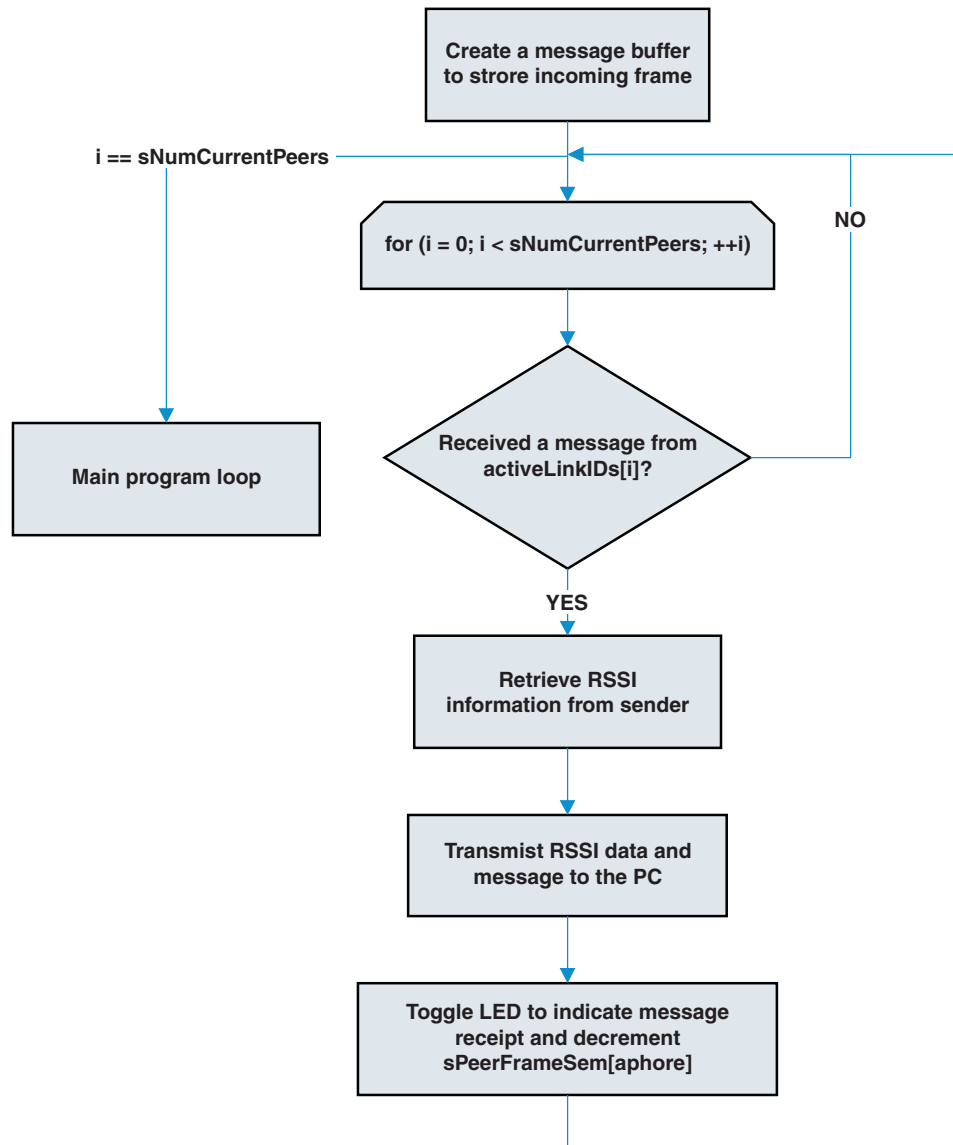 Create a message buffer
to strore incoming frame
i == sNumCurrentPeers
NO
for (i = 0; i < sNumCurrentPeers; ++i)
Received a message from
activeLinkIDs[i]?
Main program loop
YES
Retrieve RSSI
information from sender
Transmist RSSI data and
message to the PC
Toggle LED to indicate message
receipt and decrement
sPeerFrameSem[aphore]